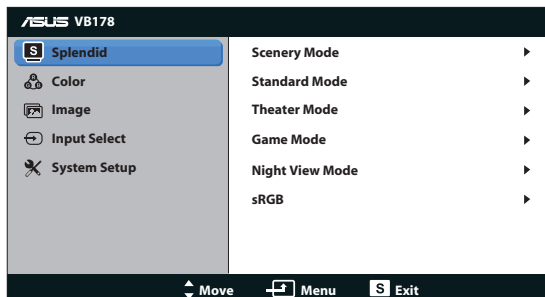 ASUS VB178
S Splendid
Color
Image
Input Select
System Setup
Scenery Mode
Standard Mode
Theater Mode
Game Mode
Night View Mode
sRGB
Move Menu S Exit